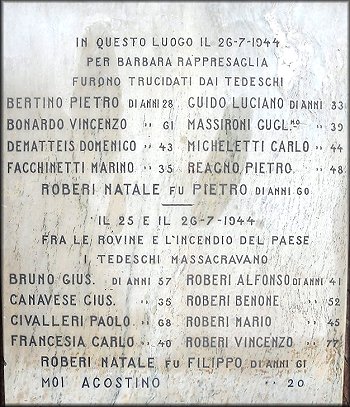 IN QUESTO LUOGO IL 26-7-1944
PER BARBARA RAPPRESAGLIA
FURONO TRUCIDATI DAI TEDESCHI
BERTINO PIETRO DI ANNI 28 GUIDO LUCIANO DI ANNI 33
BONARDO VINCENZO " 61 MASSIRONI GUGL.MO " 39
DEMATTEIS DOMENICO " 43 MICHELETTI CARLO " 44
FACCHINETTI MARINO " 35 REAGNO PIETRO " 48
ROBERI NATALE FU PIETRO DI ANNI 60
IL 25 E IL 26-7-1944
FRA LE ROVINE E L'INCENDIO DEL PAESE
I TEDESCHI MASSACRAVANO
BRUNO GIUS. DI ANNI 57 ROBERI ALFONSO DI ANNI 41
CANAVESE GIUS. " 35 ROBERI BENONE " 52
CIVALLERI PAOLO " 68 ROBERI MARIO " 45
FRANCESIA CARLO " 40 ROBERI VINCENZO " 77
ROBERI NATALE FU FILIPPO DI ANNI 61
MOI AGOSTINO " " 20